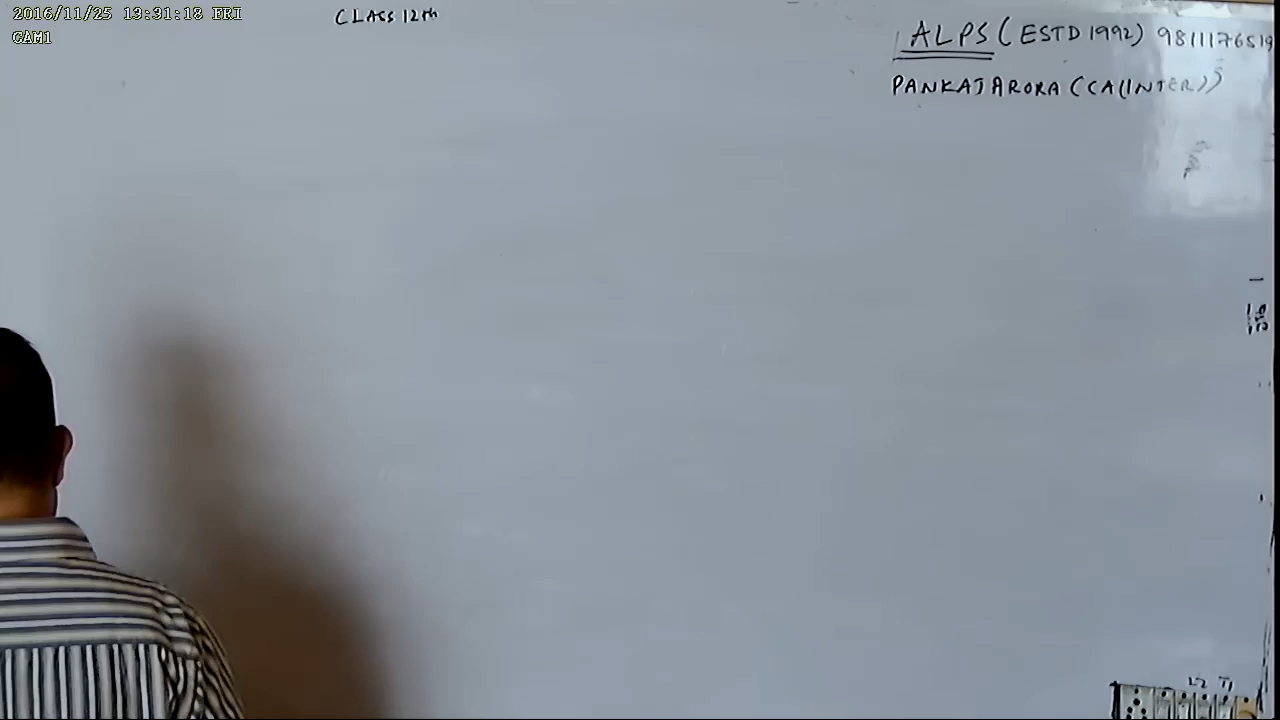 2016/11/25 19:31:18 FRI
CAM1
CLASS 12th
ALPS (ESTD 1992) 9811176519
PANKAJ ARORA (CA(INTER))